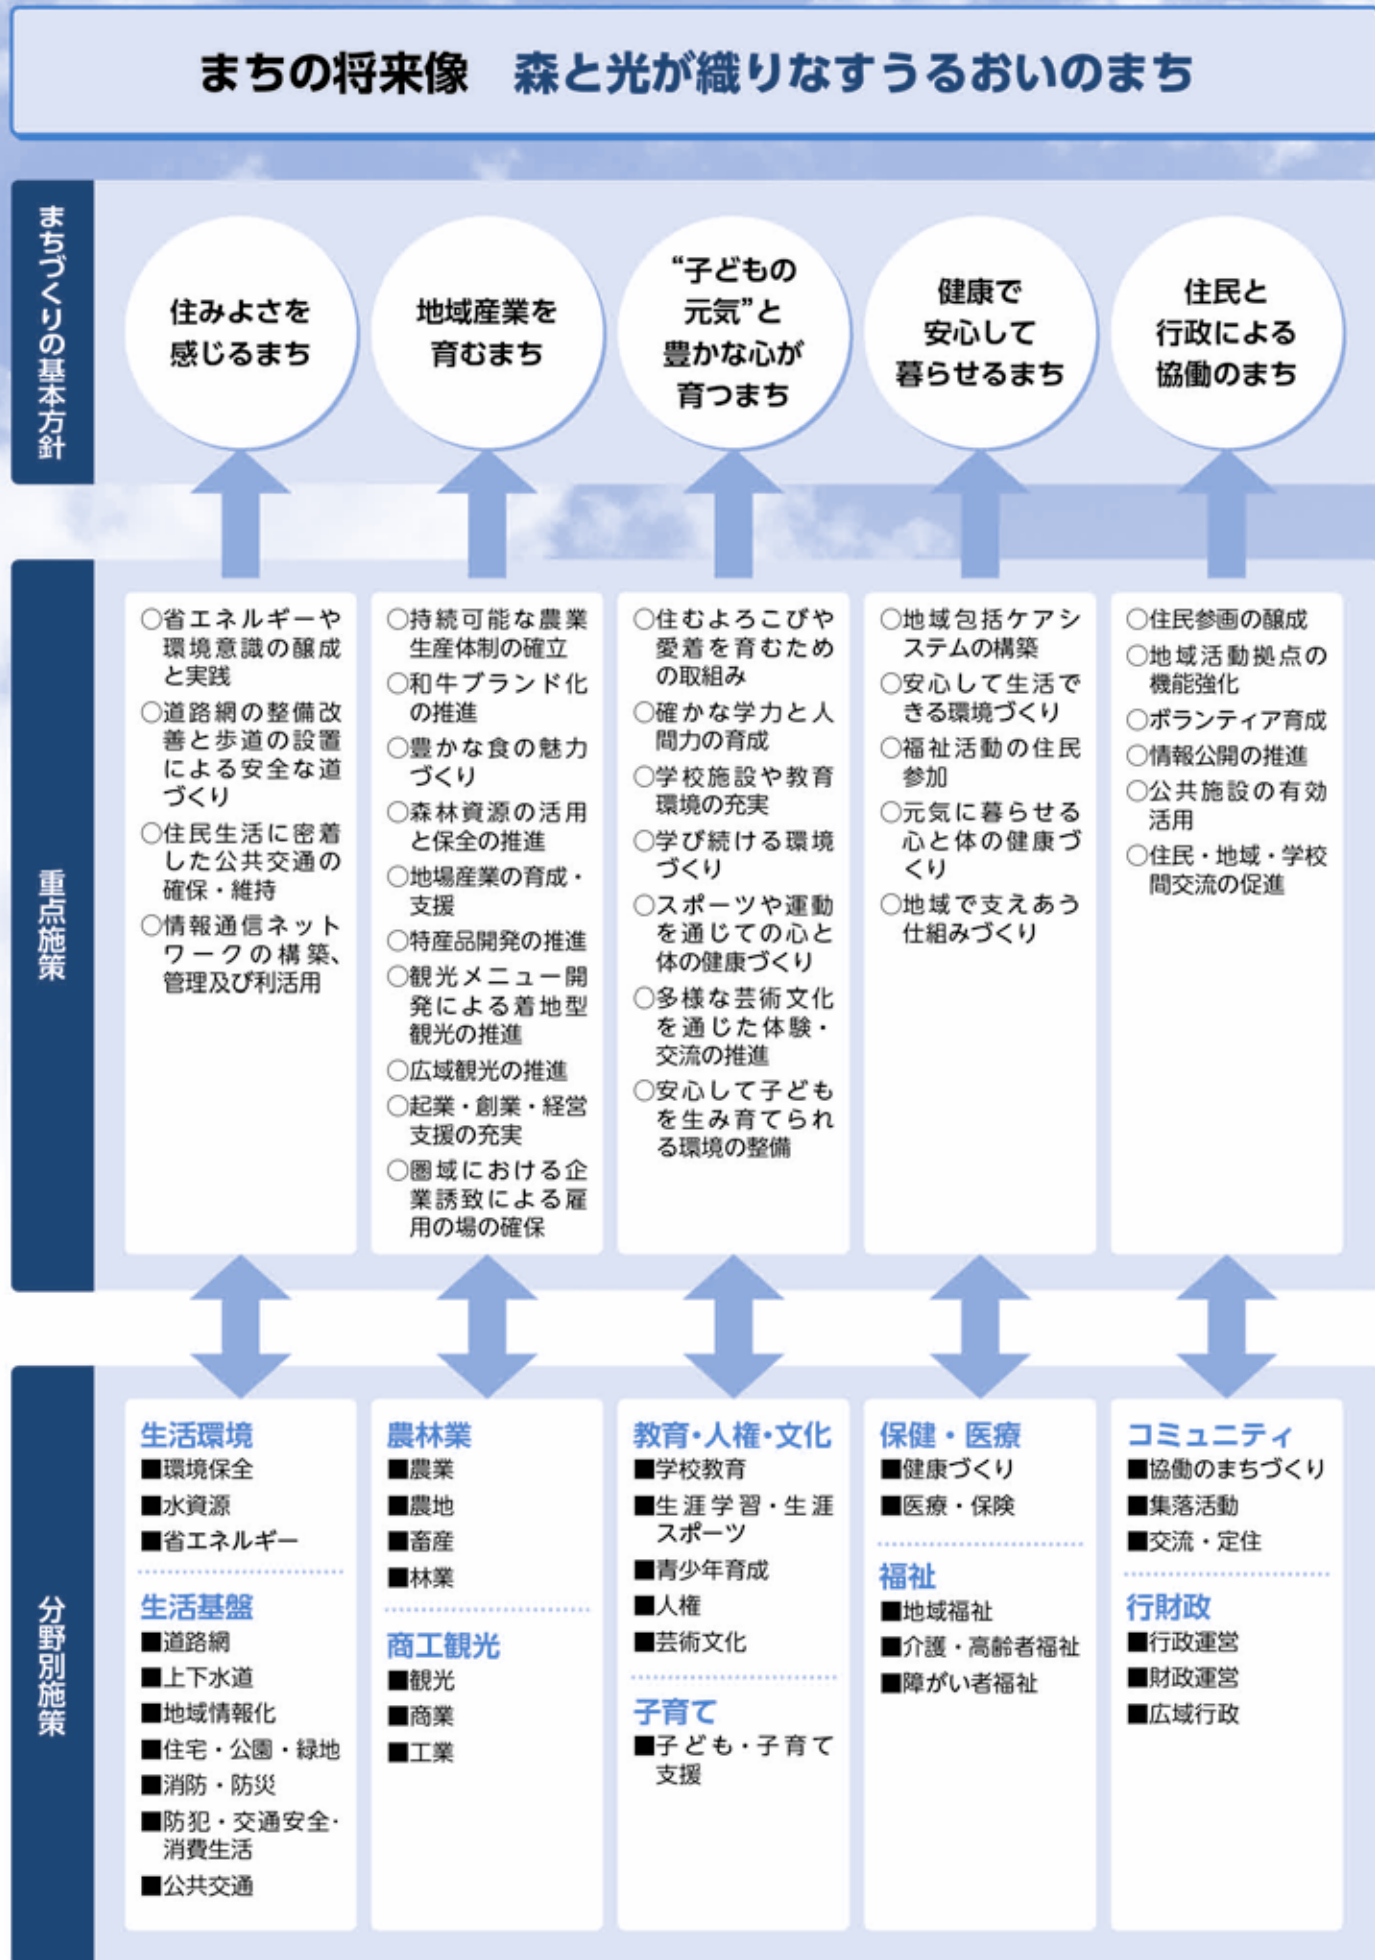 まちの将来像　森と光が織りなすうるおいのまち
まちづくりの基本方針
住みよさを
感じるまち
地域産業を
育むまち
“子どもの
元気”と
豊かな心が
育つまち
健康で
安心して
暮らせるまち
住民と
行政による
協働のまち
重点施策
○省エネルギーや
環境意識の醸成
と実践
○道路網の整備改
善と歩道の設置
による安全な道
づくり
○住民生活に密着
した公共交通の
確保・維持
○情報通信ネット
ワークの構築、
管理及び利活用
○持続可能な農業
生産体制の確立
○和牛ブランド化
の推進
○豊かな食の魅力
づくり
○森林資源の活用
と保全の推進
○地場産業の育成・
支援
○特産品開発の推進
○観光メニュー開
発による着地型
観光の推進
○広域観光の推進
○起業・創業・経営
支援の充実
○圏域における企
業誘致による雇
用の場の確保
○住むよろこびや
愛着を育むため
の取組み
○確かな学力と人
間力の育成
○学校施設や教育
環境の充実
○学び続ける環境
づくり
○スポーツや運動
を通じての心と
体の健康づくり
○多様な芸術文化
を通じた体験・
交流の推進
○安心して子ども
を生み育てられ
る環境の整備
○地域包括ケアシ
ステムの構築
○安心して生活で
きる環境づくり
○福祉活動の住民
参加
○元気に暮らせる
心と体の健康づ
くり
○地域で支えあう
仕組みづくり
○住民参画の醸成
○地域活動拠点の
機能強化
○ボランティア育成
○情報公開の推進
○公共施設の有効
活用
○住民・地域・学校
間交流の促進
分野別施策
生活環境
■環境保全
■水資源
■省エネルギー
生活基盤
■道路網
■上下水道
■地域情報化
■住宅・公園・緑地
■消防・防災
■防犯・交通安全・
消費生活
■公共交通
農林業
■農業
■農地
■畜産
■林業
商工観光
■観光
■商業
■工業
教育・人権・文化
■学校教育
■生涯学習・生涯
スポーツ
■青少年育成
■人権
■芸術文化
子育て
■子ども・子育て
支援
保健・医療
■健康づくり
■医療・保険
福祉
■地域福祉
■介護・高齢者福祉
■障がい者福祉
コミュニティ
■協働のまちづくり
■集落活動
■交流・定住
行財政
■行政運営
■財政運営
■広域行政